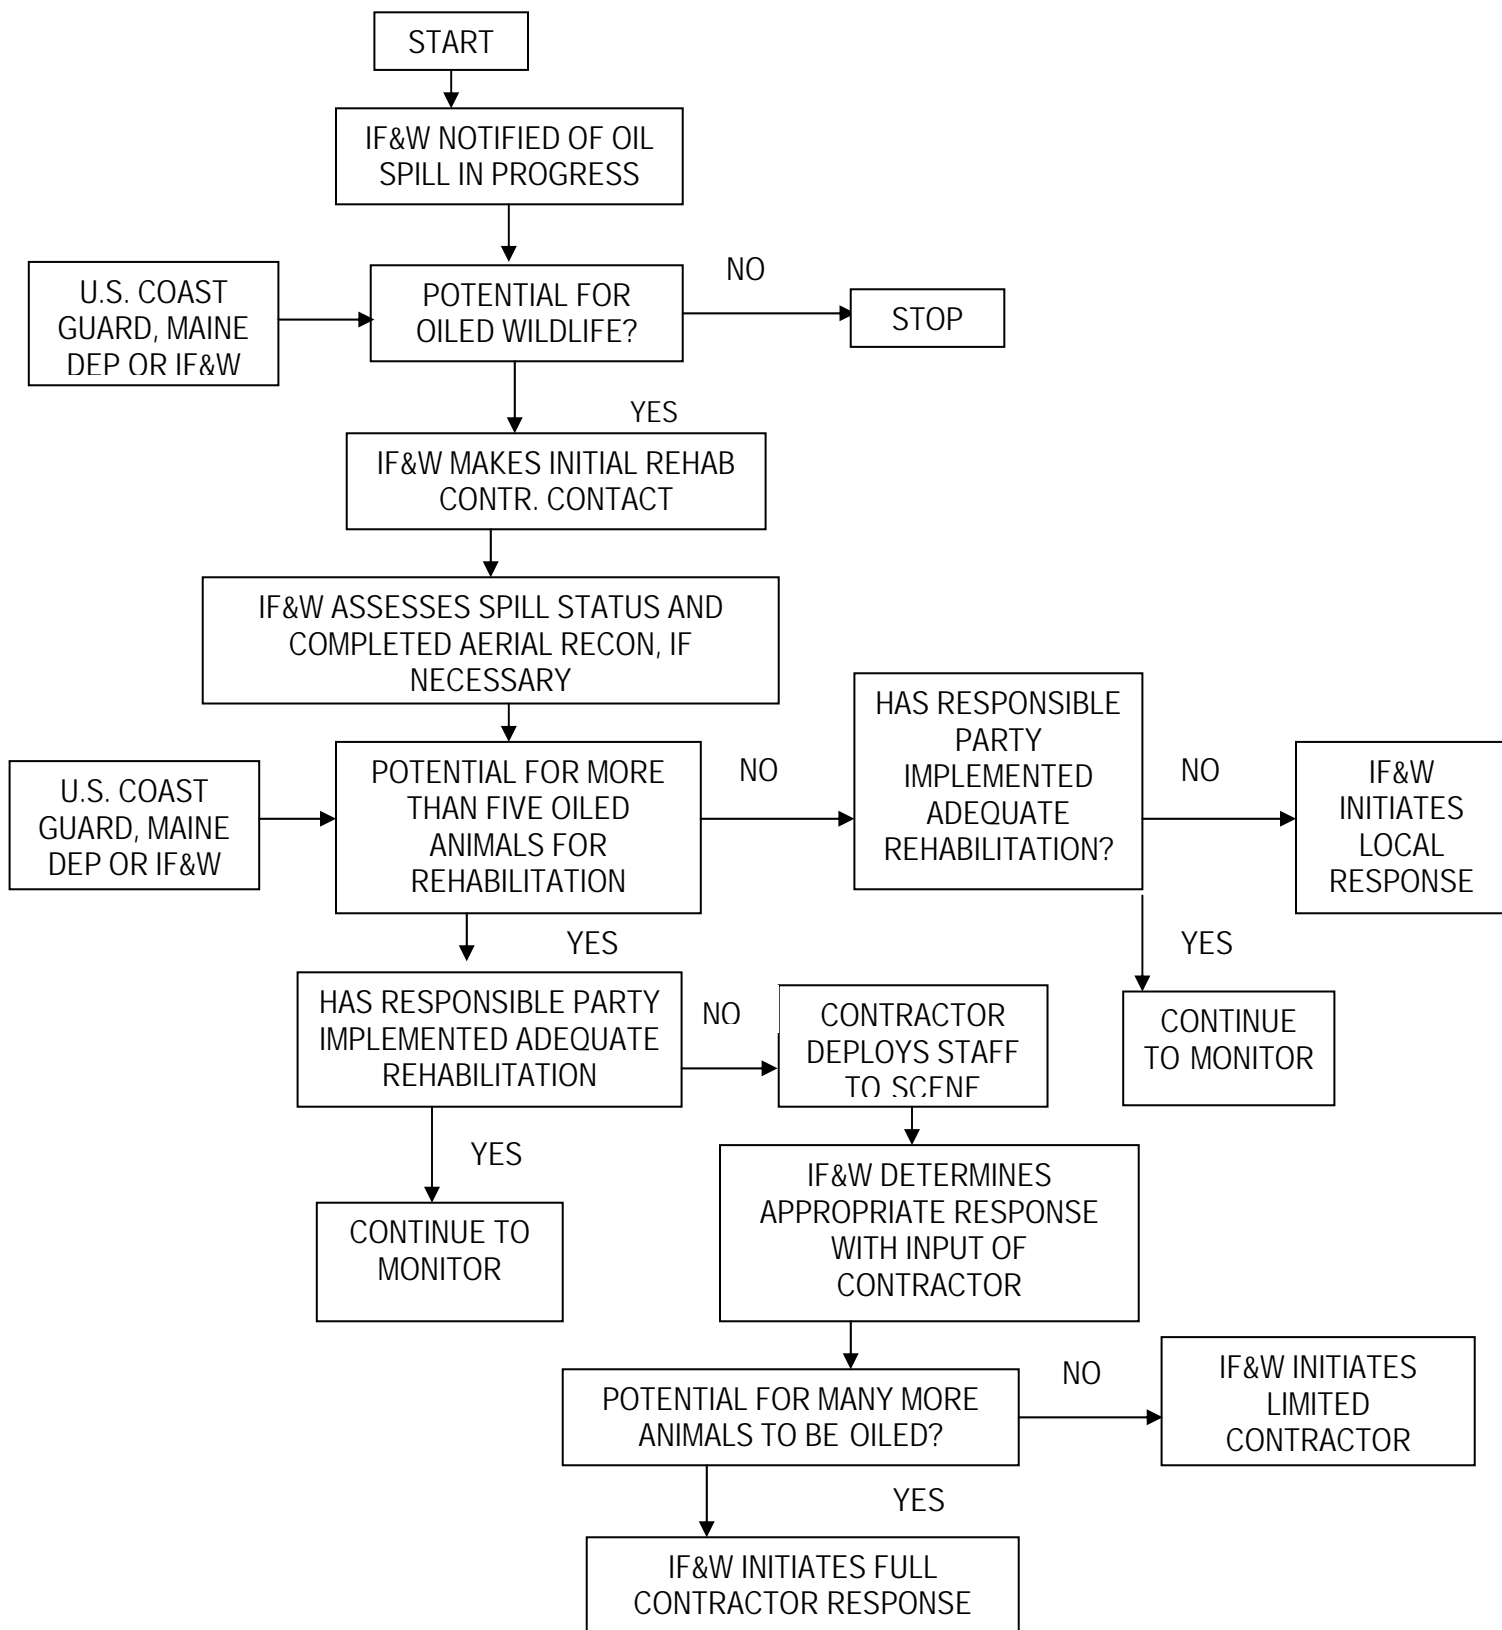 START
IF&W NOTIFIED OF OIL
SPILL IN PROGRESS
U.S. COAST
GUARD, MAINE
DEP OR IF&W
POTENTIAL FOR
OILED WILDLIFE?
NO
STOP
YES
IF&W MAKES INITIAL REHAB
CONTR. CONTACT
IF&W ASSESSES SPILL STATUS AND
COMPLETED AERIAL RECON, IF
NECESSARY
U.S. COAST
GUARD, MAINE
DEP OR IF&W
POTENTIAL FOR MORE
THAN FIVE OILED
ANIMALS FOR
REHABILITATION
NO
HAS RESPONSIBLE
PARTY
IMPLEMENTED
ADEQUATE
REHABILITATION?
NO
IF&W
INITIATES
LOCAL
RESPONSE
YES
YES
HAS RESPONSIBLE PARTY
IMPLEMENTED ADEQUATE
REHABILITATION
NO
CONTRACTOR
DEPLOYS STAFF
TO SCENE
CONTINUE
TO MONITOR
YES
CONTINUE TO
MONITOR
IF&W DETERMINES
APPROPRIATE RESPONSE
WITH INPUT OF
CONTRACTOR
POTENTIAL FOR MANY MORE
ANIMALS TO BE OILED?
NO
IF&W INITIATES
LIMITED
CONTRACTOR
YES
IF&W INITIATES FULL
CONTRACTOR RESPONSE